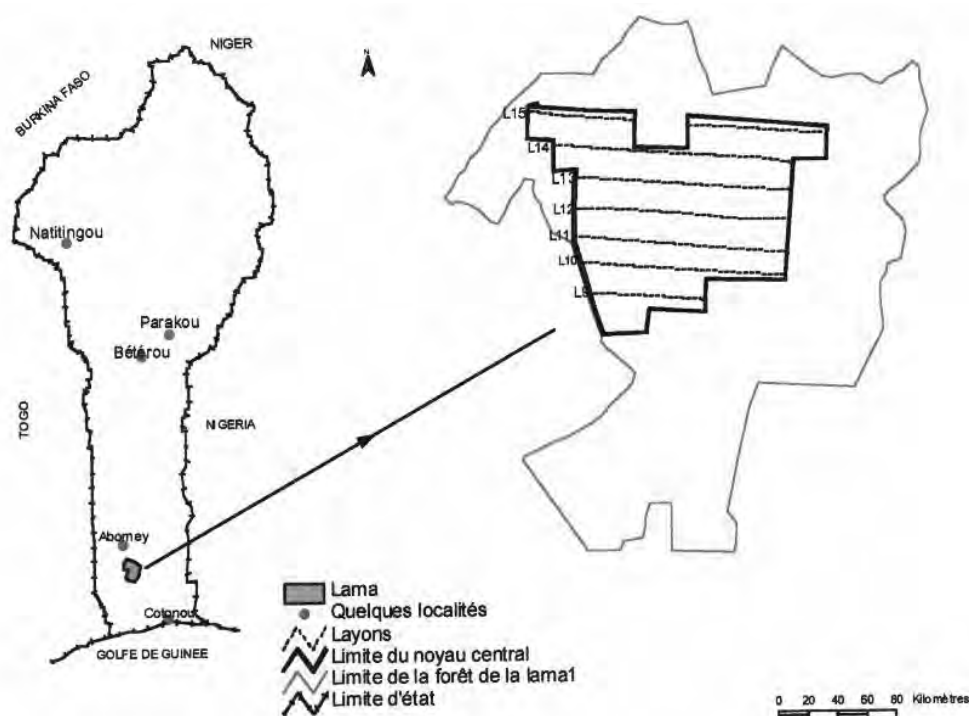 NIGER
N
BURKINA FASO
Natitingou
Parakou
Bétérou
TOGO
NIGERIA
Abomey
Cotonou
GOLFE DE GUINEE
L15
L14
L13
L12
L11
L10
L9
Lama
Quelques localités
Layons
Limite du noyau central
Limite de la forêt de la lama1
Limite d'état
0 20 40 60 80 Kilomètres